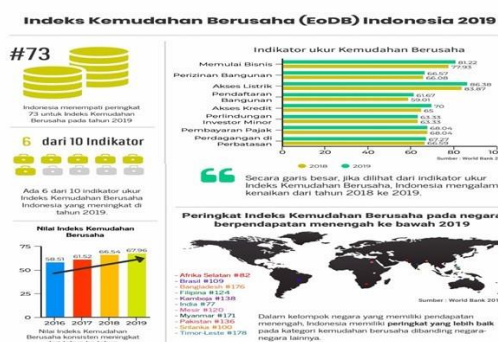 Indeks Kemudahan Berusaha (EoDB) Indonesia 2019
#73
Indonesia menempati peringkat
73 untuk Indeks Kemudahan
Berusaha pada tahun 2019
6 dari 10 Indikator
Ada 6 dari 10 indikator ukur
Indeks Kemudahan Berusaha
Indonesia yang meningkat di
tahun 2019.
Nilai Indeks Kemudahan
Berusaha
75
50
25
0
58.51 61.52 66.54 67.96
2016 2017 2018 2019
Nilai Indeks Kemudahan
Berusaha konsisten meningkat
Indikator ukur Kemudahan Berusaha
Memulai Bisnis 81.22
77.93
Perizinan Bangunan 66.57
66.08
Akses Listrik 86.38
83.87
Pendaftaran
Bangunan 61.67
59.01
Akses Kredit 70
65
Perlindungan
Investor Minor 63.33
63.33
Pembayaran Pajak 68.04
68.04
Perdagangan di
Perbatasan 67.27
66.59
0 20 40 60 80
2018 2019
Sumber : World Bank
Secara garis besar, jika dilihat dari indikator ukur
Indeks Kemudahan Berusaha, Indonesia mengalam
kenaikan dari tahun 2018 ke 2019.
Peringkat Indeks Kemudahan Berusaha pada negara
berpendapatan menengah ke bawah 2019
- Afrika Selatan #82
- Brasil #109
- Bangladesh #176
- Filipina #124
- Kamboja #138
- India #77
- Mesir #120
- Myanmar #171
- Pakistan #136
- Srilanka #100
- Timor-Leste #178
Sumber : World Bank
Dalam kelompok negara yang memiliki pendapatan
menengah, Indonesia memiliki peringkat yang lebih baik
pada kategori kemudahan berusaha dibanding negara-
negara lainnya.